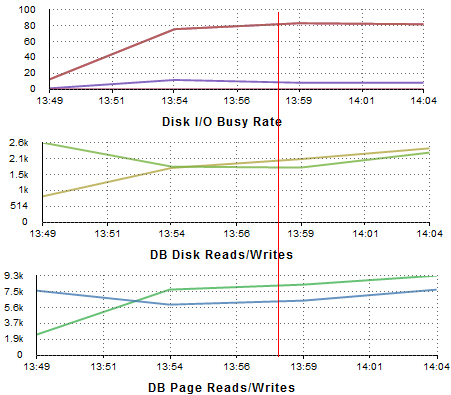 100
80
60
40
20
0
13:49 13:51 13:54 13:56 13:59 14:01 14:04
Disk I/O Busy Rate
2.6k
2.1k
1.5k
1k
514
0
13:49 13:51 13:54 13:56 13:59 14:01 14:04
DB Disk Reads/Writes
9.3k
7.5k
5.6k
3.7k
1.9k
0
13:49 13:51 13:54 13:56 13:59 14:01 14:04
DB Page Reads/Writes